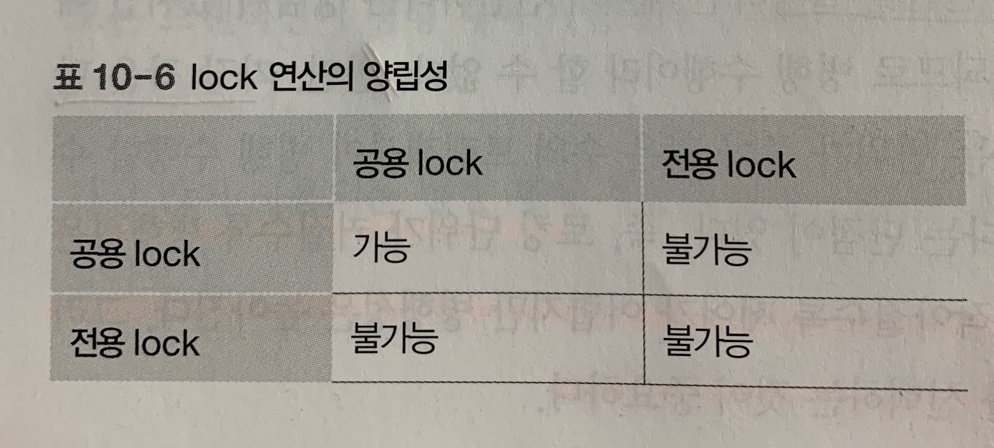 표 10-6 lock 연산의 양립성
공용 lock 전용 lock
공용 lock 가능 불가능
전용 lock 불가능 불가능